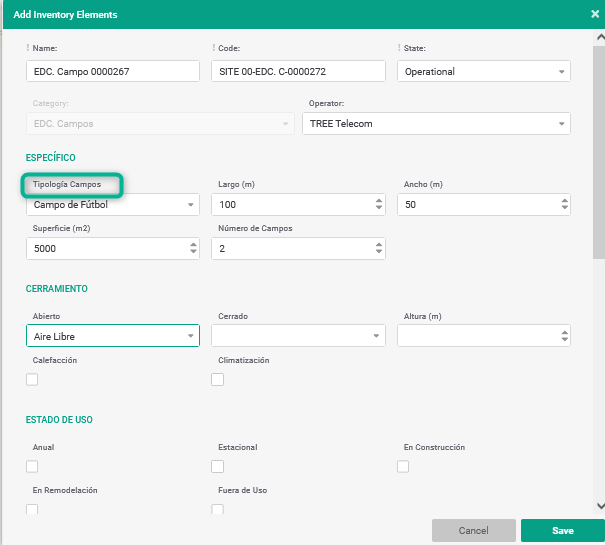 Add Inventory Elements ×
! Name: ! Code: ! State:
EDC. Campo 0000267 SITE 00-EDC. C-0000272 Operational
Category: Operator:
EDC. Campos TREE Telecom
ESPECÍFICO
Tipología Campos Largo (m) Ancho (m)
Campo de Fútbol 100 50
Superficie (m2) Número de Campos
5000 2
CERRAMIENTO
Abierto Cerrado Altura (m)
Aire Libre
Calefacción Climatización
ESTADO DE USO
Anual Estacional En Construcción
En Remodelación Fuera de Uso
Cancel Save